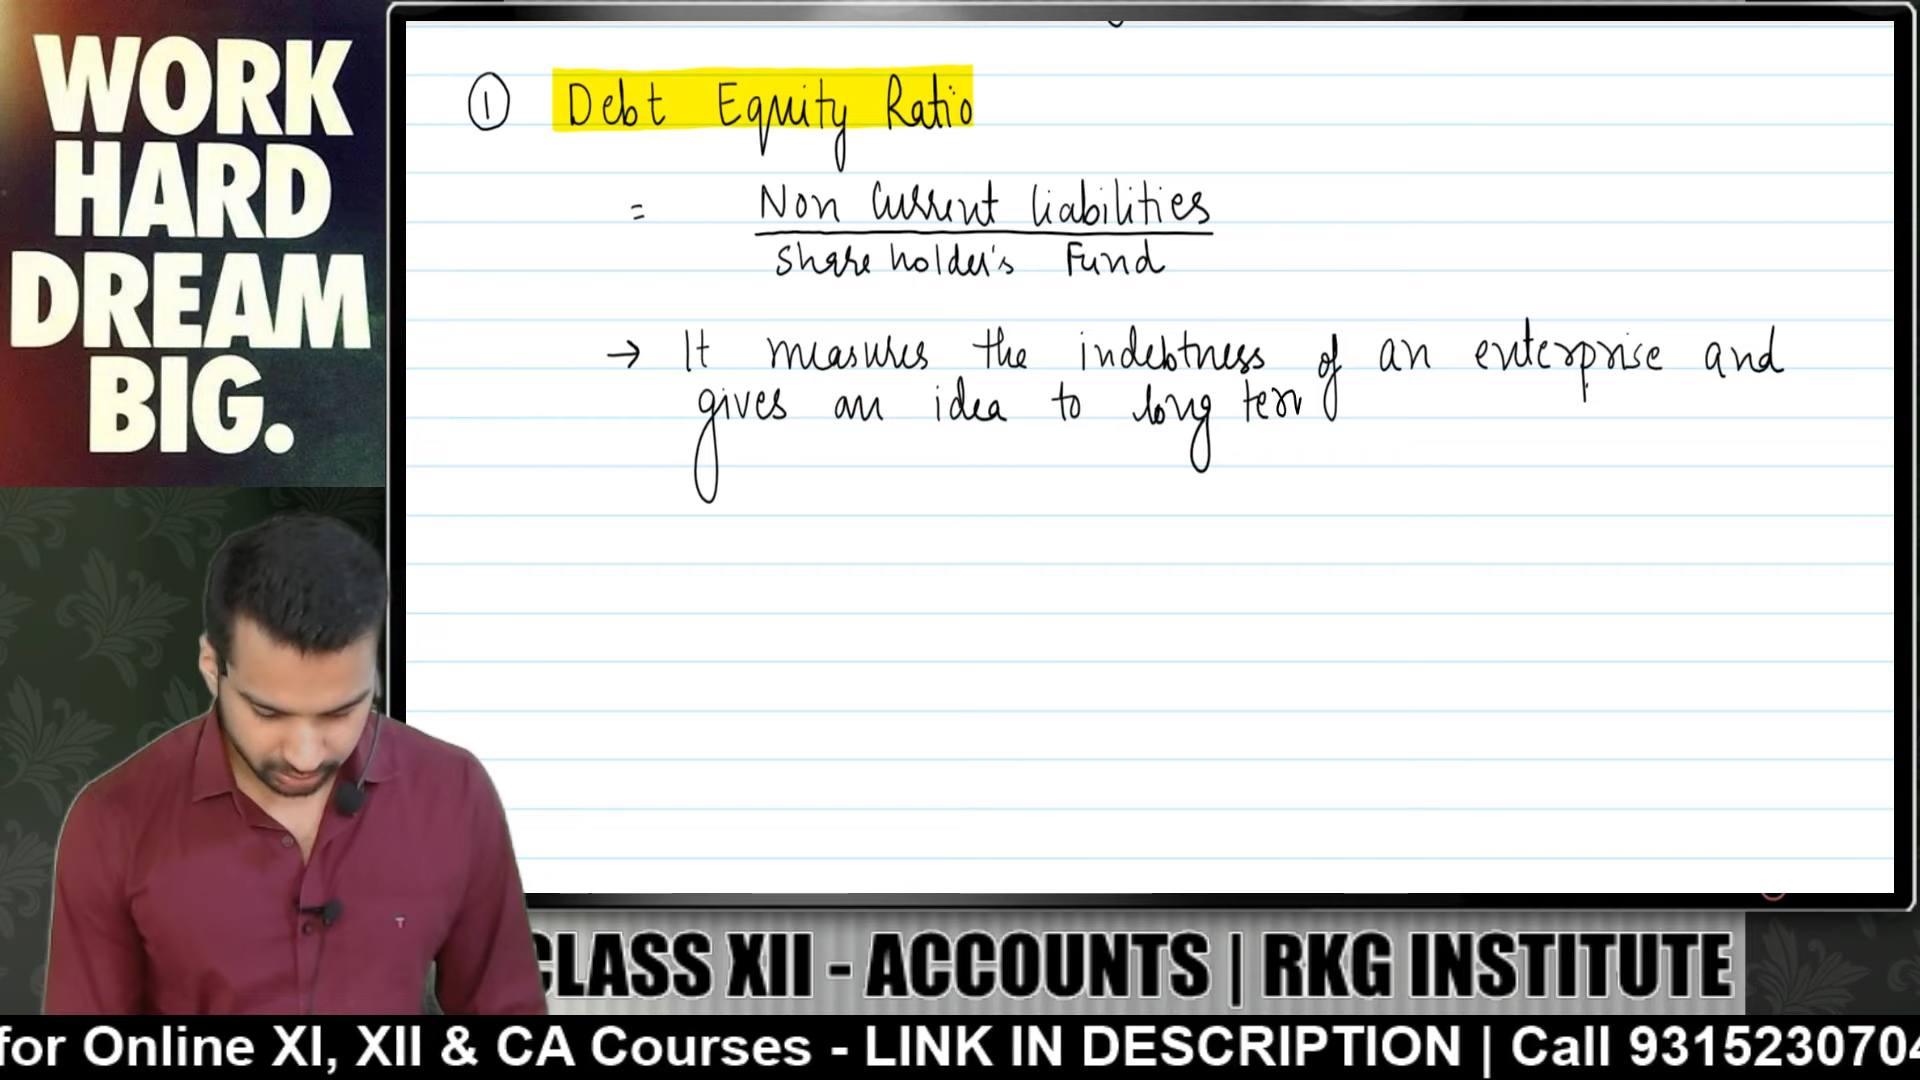 WORK
HARD
DREAM
BIG.
① Debt Equity Ratio
= Non Current liabilities
Share holder's Fund
→ It measures the indebtness of an enterprise and
gives an idea to long
T
CLASS XII - ACCOUNTS | RKG INSTITUTE
for Online XI, XII & CA Courses - LINK IN DESCRIPTION | Call 9315230704